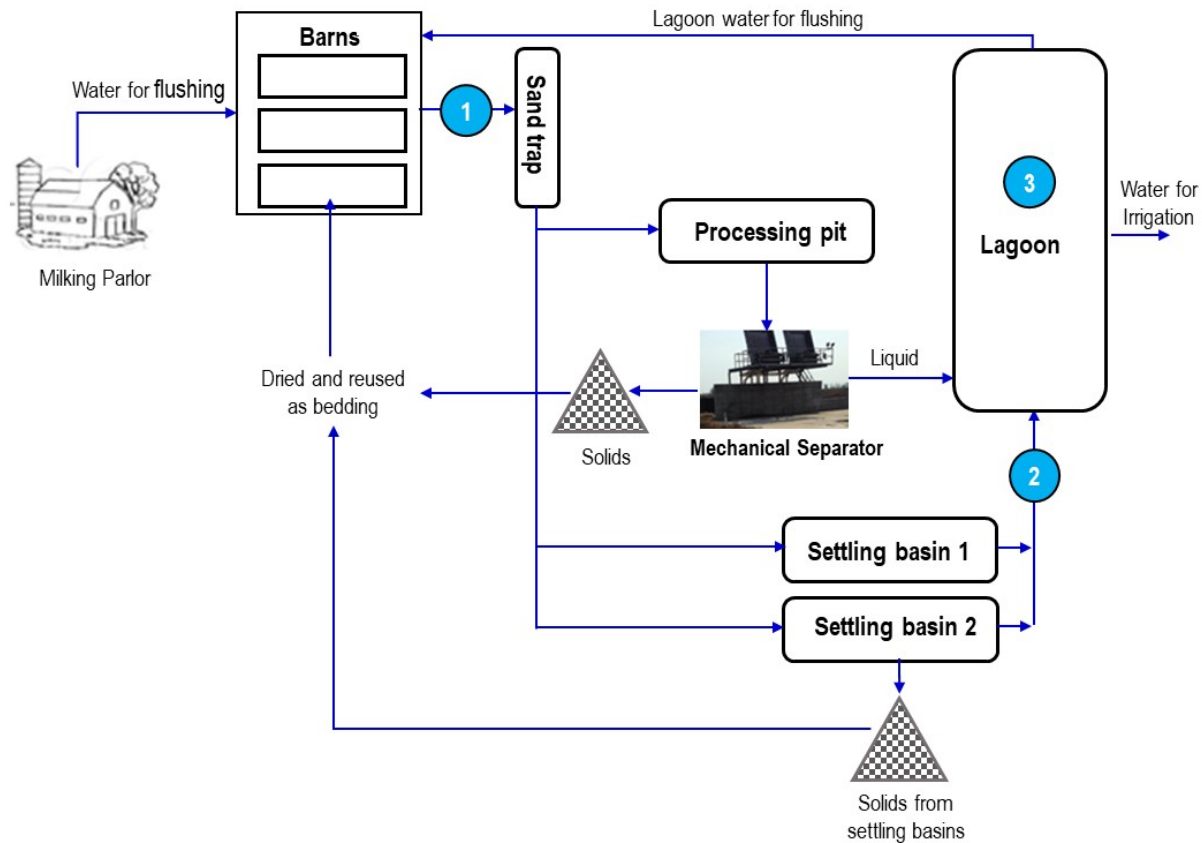 Lagoon water for flushing
Barns
Water for flushing
1
Sand trap
3
Lagoon
Water for
Irrigation
Milking Parlor
Processing pit
Liquid
Dried and reused
as bedding
Solids
Mechanical Separator
2
Settling basin 1
Settling basin 2
Solids from
settling basins